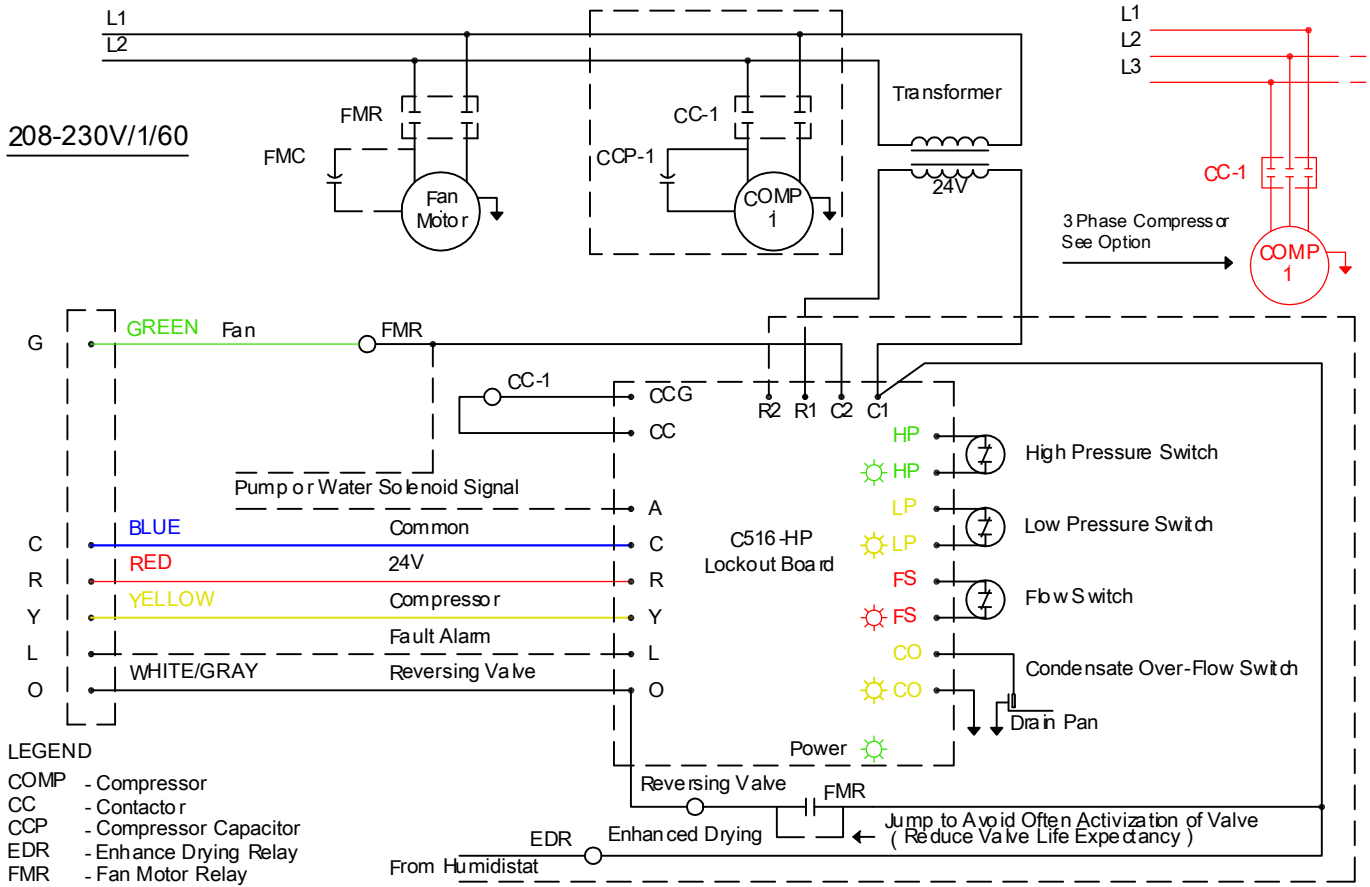 L1
L2
208-230V/1/60
FMR
FMC
Fan
Motor
CC-1
CCP-1
COMP
1
Transformer
24V
L1
L2
L3
CC-1
3 Phase Compressor
See Option
COMP
1
G
GREEN Fan FMR
CC-1
CCG
CC
R2 R1 C2 C1
HP
HP
High Pressure Switch
Pump or Water Solenoid Signal
A
LP
LP
Low Pressure Switch
C516-HP
Lockout Board
C BLUE Common C
R RED 24V R
FS
FS
Flow Switch
Y YELLOW Compressor Y
L Fault Alarm L
O WHITE/GRAY Reversing Valve O
CO
CO
Condensate Over-Flow Switch
Drain Pan
Power
LEGEND
COMP - Compressor
CC - Contactor
CCP - Compressor Capacitor
EDR - Enhance Drying Relay
FMR - Fan Motor Relay
Reversing Valve
FMR
Enhanced Drying
Jump to Avoid Often Activization of Valve
( Reduce Valve Life Expectancy )
EDR
From Humidistat